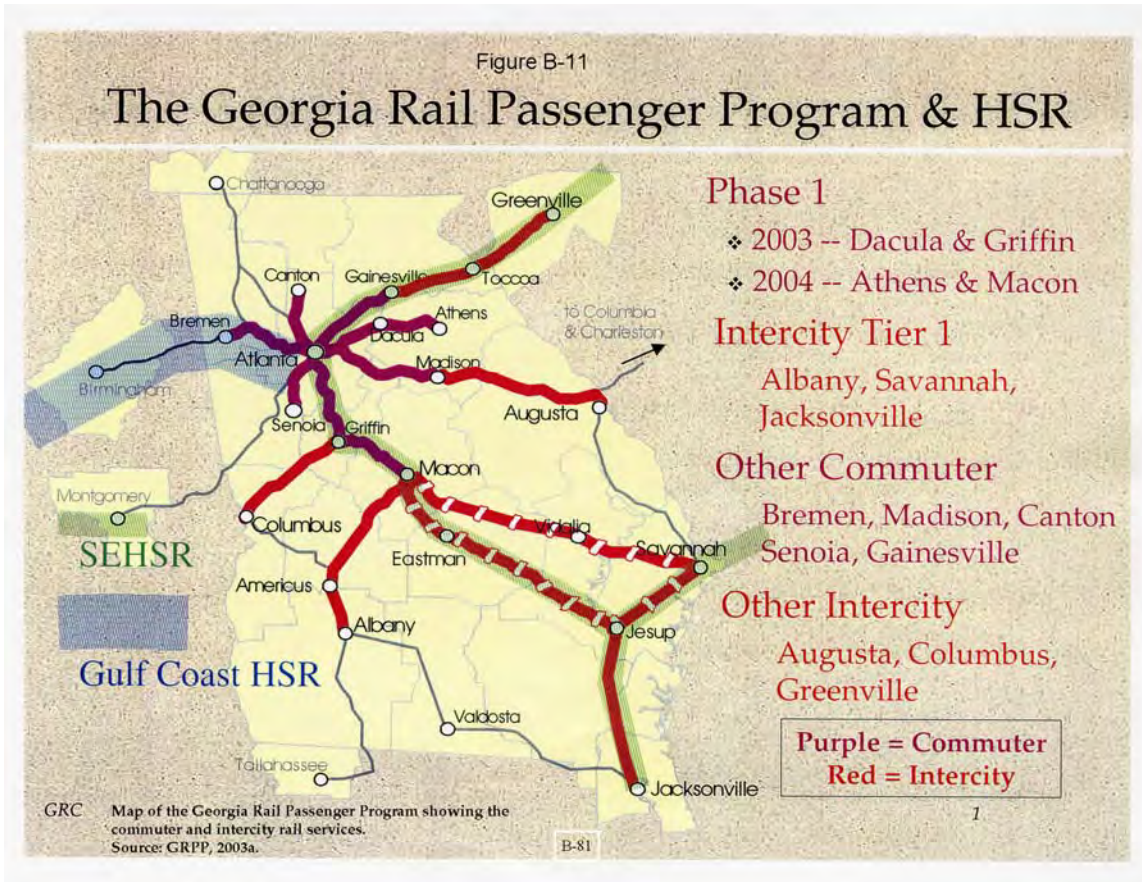 Figure B-11
The Georgia Rail Passenger Program & HSR
Chattanooga
Greenville
Canton
Gainesville
Toccoa
Bremen
Athens
Dacula
to Columbia
& Charleston
Atlanta
Madison
Birmingham
Augusta
Senoia
Griffin
Macon
Montgomery
Columbus
Vidalia
Eastman
Savannah
SEHSR
Americus
Albany
Jesup
Gulf Coast HSR
Valdosta
Tallahassee
Jacksonville
Phase 1
❖ 2003 -- Dacula & Griffin
❖ 2004 -- Athens & Macon
Intercity Tier 1
Albany, Savannah,
Jacksonville
Other Commuter
Bremen, Madison, Canton
Senoia, Gainesville
Other Intercity
Augusta, Columbus,
Greenville
Purple = Commuter
Red = Intercity
1
GRC
Map of the Georgia Rail Passenger Program showing the
commuter and intercity rail services.
Source: GRPP, 2003a.
B-81